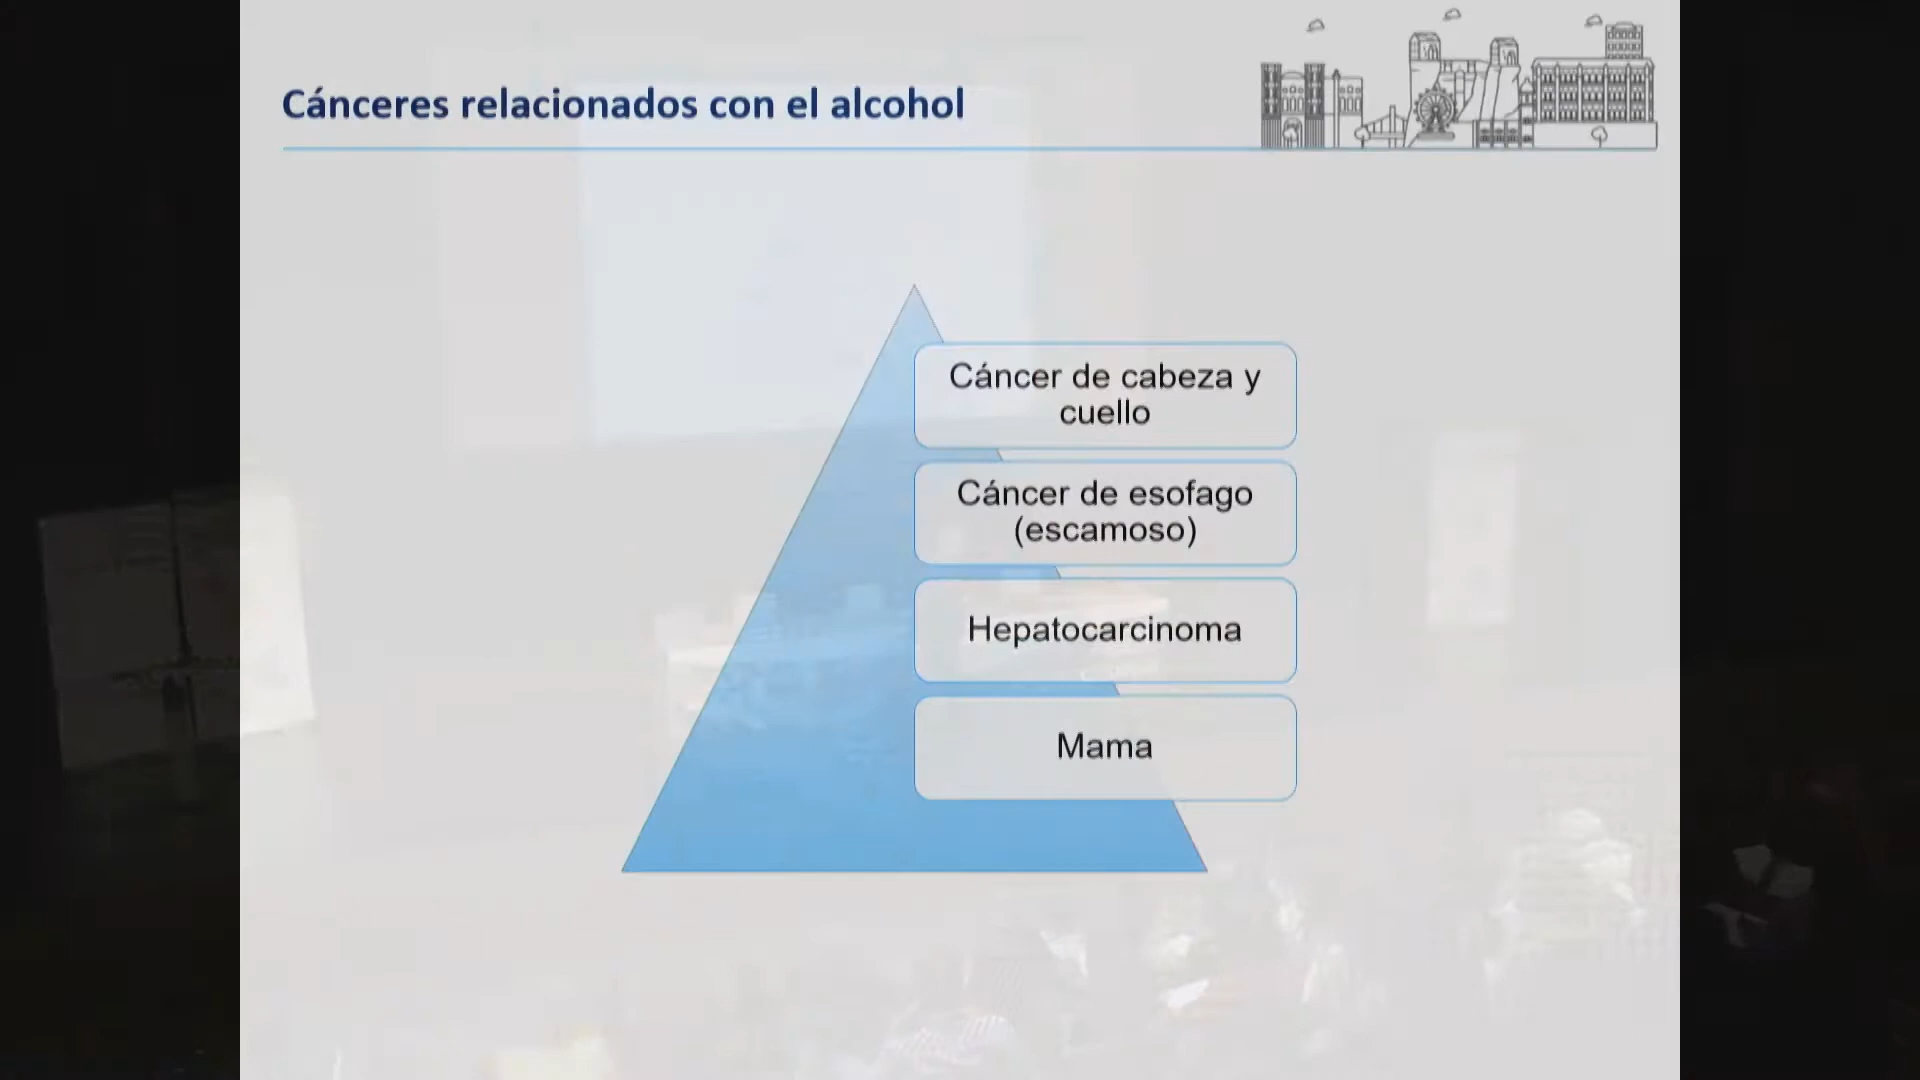 Cánceres relacionados con el alcohol
Cáncer de cabeza y
cuello
Cáncer de esofago
(escamoso)
Hepatocarcinoma
Mama